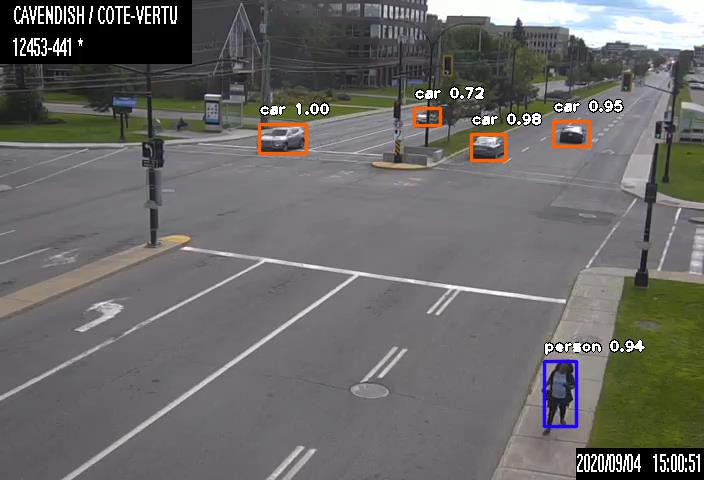 CAVENDISH / COTE-VERTU
12453-441 *
car 1.00
car 0.72
car 0.98
car 0.95
person 0.94
2020/09/04 15:00:51